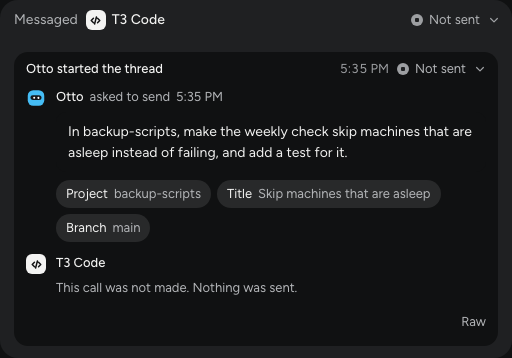 Messaged T3 Code Not sent
Otto started the thread 5:35 PM Not sent
Otto asked to send 5:35 PM
In backup-scripts, make the weekly check skip machines that are
asleep instead of failing, and add a test for it.
Project backup-scripts Title Skip machines that are asleep
Branch main
T3 Code
This call was not made. Nothing was sent.
Raw